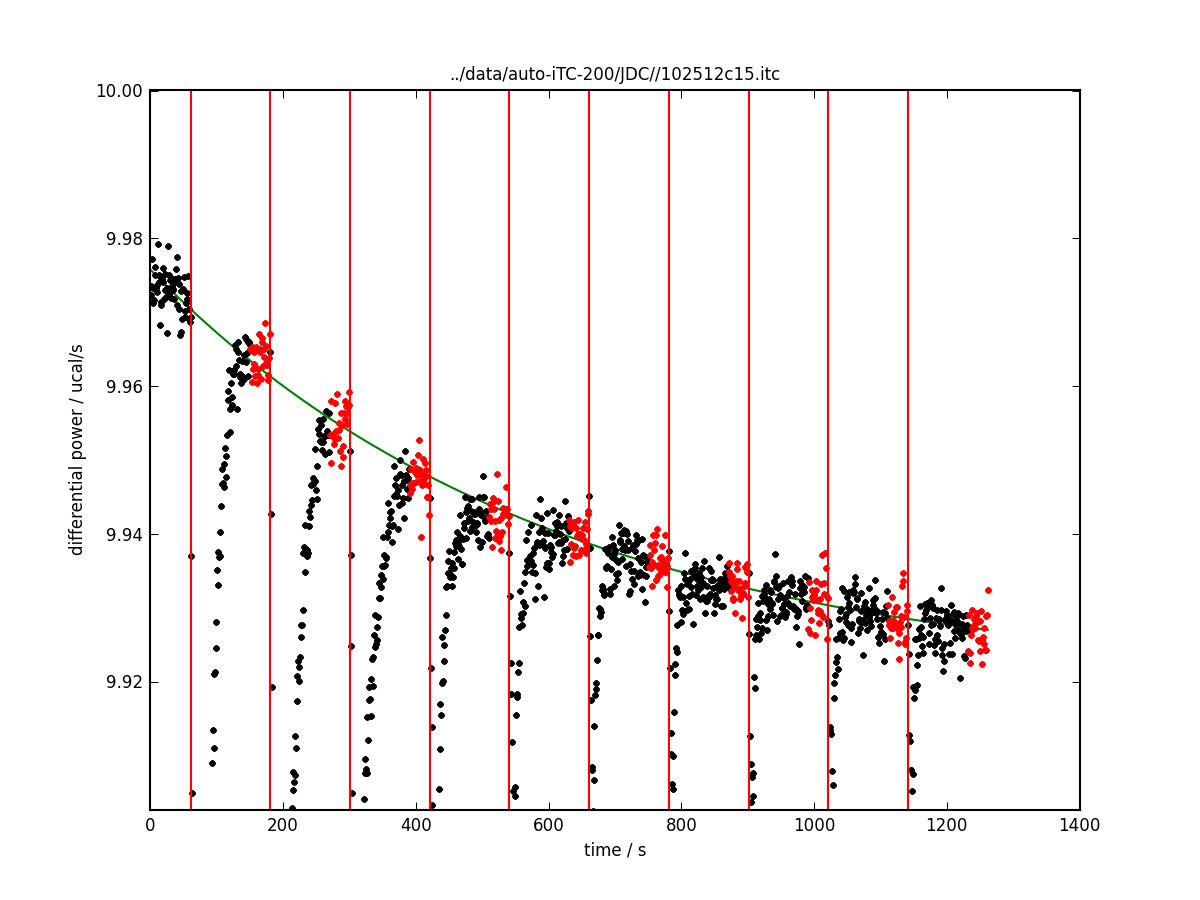 ../data/auto-iTC-200/JDC//102512c15.itc
10.00
9.98
9.96
9.94
9.92
differential power / ucal/s
0 200 400 600 800 1000 1200 1400
time / s